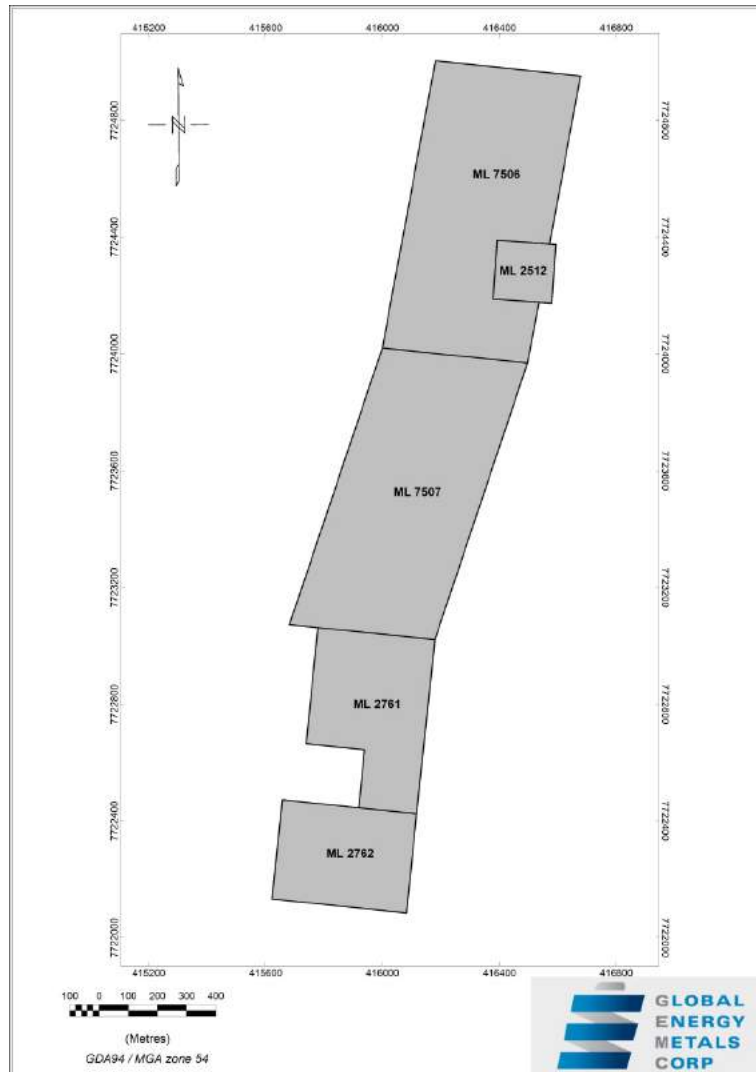 415200 415600 416000 416400 416800
7724800 7724800
ML 7506
7724400 7724400
ML 2512
N
7724000 7724000
7723600 7723600
ML 7507
7723200 7723200
7722800 7722800
ML 2761
7722400 7722400
ML 2762
7722000 7722000
415200 415600 416000 416400 416800
100 0 100 200 300 400
(Metres)
GDA94 / MGA zone 54
GLOBAL
ENERGY
METALS
CORP